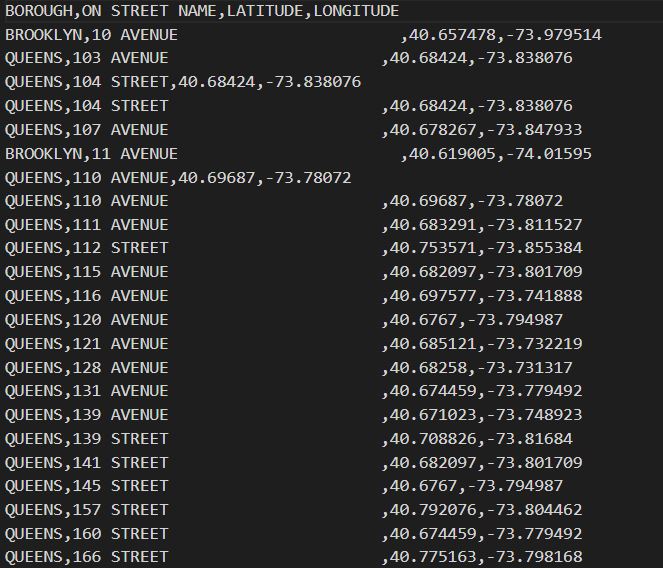 BOROUGH,ON STREET NAME,LATITUDE,LONGITUDE
BROOKLYN,10 AVENUE                       ,40.657478,-73.979514
QUEENS,103 AVENUE                      ,40.68424,-73.838076
QUEENS,104 STREET,40.68424,-73.838076
QUEENS,104 STREET                      ,40.68424,-73.838076
QUEENS,107 AVENUE                      ,40.678267,-73.847933
BROOKLYN,11 AVENUE                       ,40.619005,-74.01595
QUEENS,110 AVENUE,40.69687,-73.78072
QUEENS,110 AVENUE                      ,40.69687,-73.78072
QUEENS,111 AVENUE                      ,40.683291,-73.811527
QUEENS,112 STREET                      ,40.753571,-73.855384
QUEENS,115 AVENUE                      ,40.682097,-73.801709
QUEENS,116 AVENUE                      ,40.697577,-73.741888
QUEENS,120 AVENUE                      ,40.6767,-73.794987
QUEENS,121 AVENUE                      ,40.685121,-73.732219
QUEENS,128 AVENUE                      ,40.68258,-73.731317
QUEENS,131 AVENUE                      ,40.674459,-73.779492
QUEENS,139 AVENUE                      ,40.671023,-73.748923
QUEENS,139 STREET                      ,40.708826,-73.81684
QUEENS,141 STREET                      ,40.682097,-73.801709
QUEENS,145 STREET                      ,40.6767,-73.794987
QUEENS,157 STREET                      ,40.792076,-73.804462
QUEENS,160 STREET                      ,40.674459,-73.779492
QUEENS,166 STREET                      ,40.775163,-73.798168